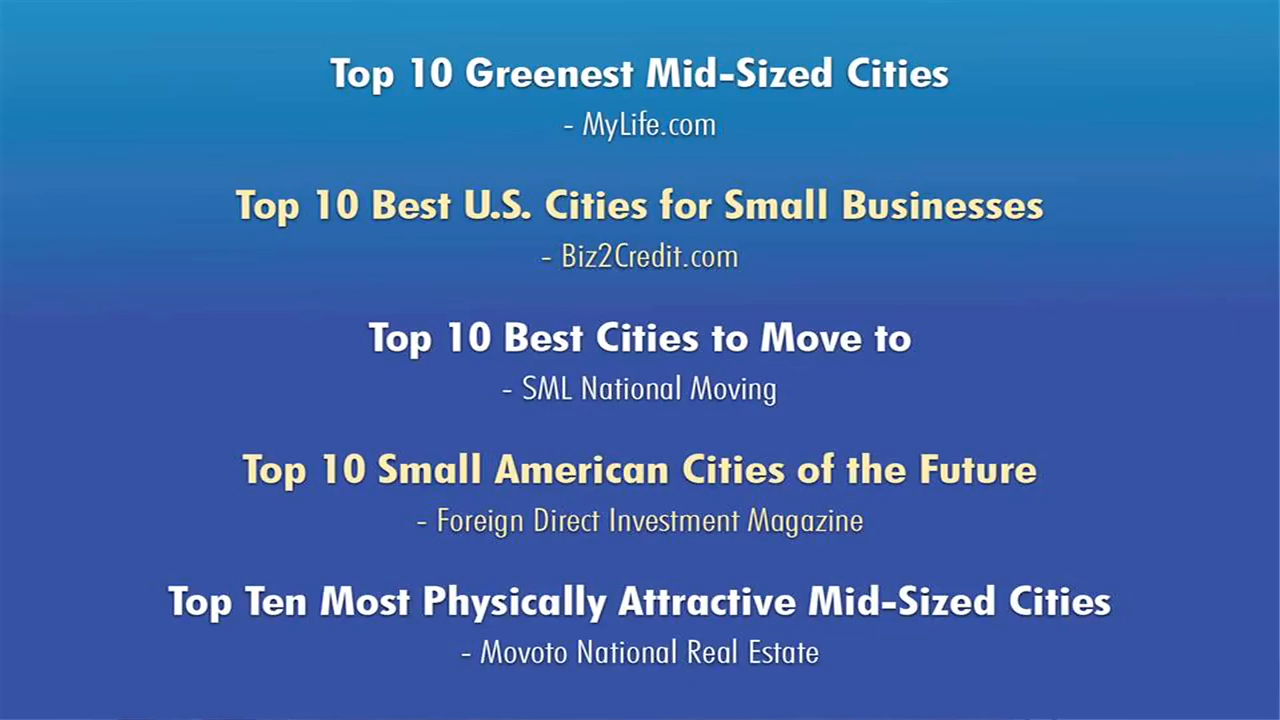 Top 10 Greenest Mid-Sized Cities
- MyLife.com
Top 10 Best U.S. Cities for Small Businesses
- Biz2Credit.com
Top 10 Best Cities to Move to
- SML National Moving
Top 10 Small American Cities of the Future
- Foreign Direct Investment Magazine
Top Ten Most Physically Attractive Mid-Sized Cities
- Movoto National Real Estate